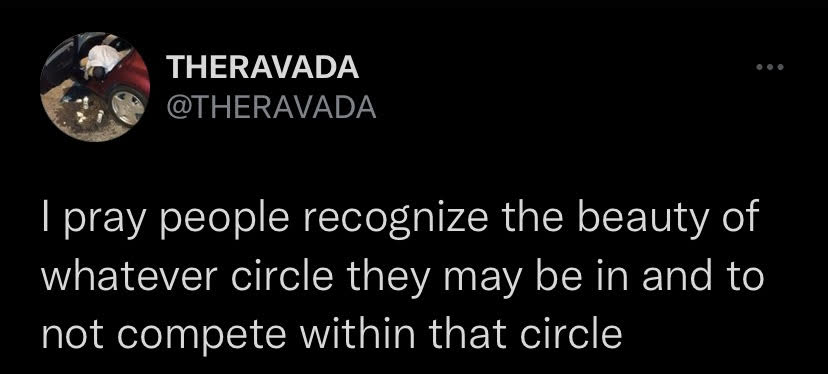 THERAVADA
@THERAVADA
I pray people recognize the beauty of
whatever circle they may be in and to
not compete within that circle